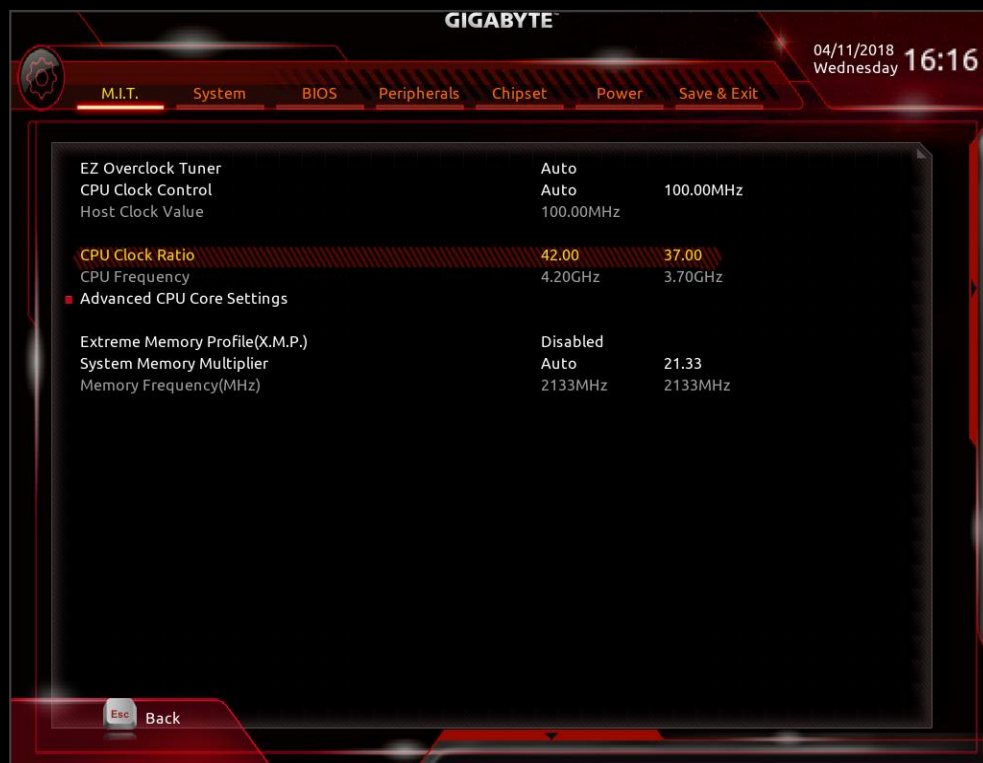 GIGABYTE™
04/11/2018 16:16
Wednesday
M.I.T. System BIOS Peripherals Chipset Power Save & Exit
EZ Overclock Tuner Auto
CPU Clock Control Auto 100.00MHz
Host Clock Value 100.00MHz
CPU Clock Ratio 42.00 37.00
CPU Frequency 4.20GHz 3.70GHz
Advanced CPU Core Settings
Extreme Memory Profile(X.M.P.) Disabled
System Memory Multiplier Auto 21.33
Memory Frequency(MHz) 2133MHz 2133MHz
Esc Back